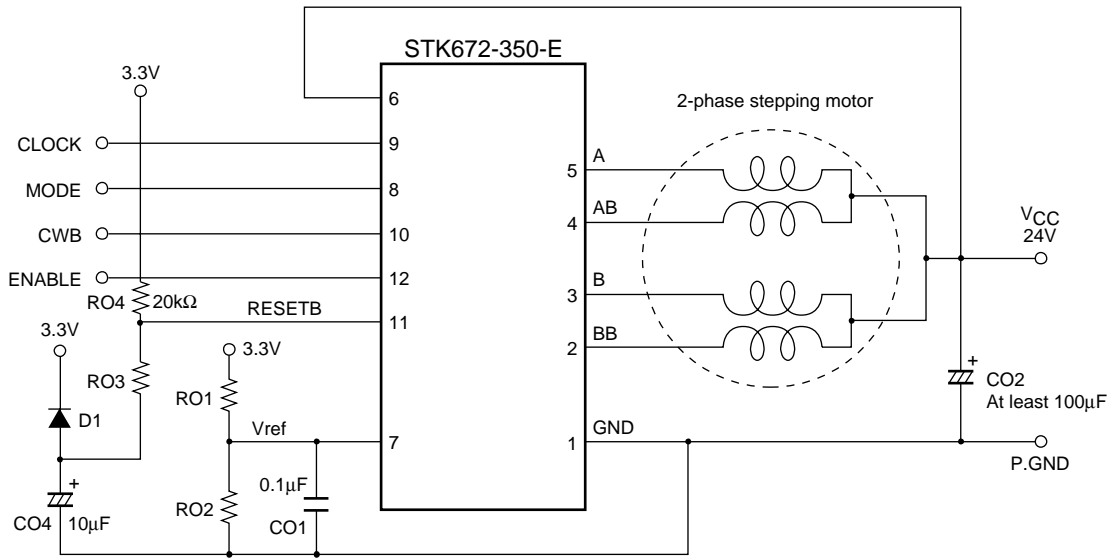 STK672-350-E
3.3V
6
2-phase stepping motor
CLOCK
9
A
5
MODE
8
AB
4
VCC
24V
CWB
10
ENABLE
12
B
3
RO4
20kΩ
RESETB
11
BB
2
3.3V
3.3V
RO3
RO1
+
CO2
At least 100µF
D1
Vref
7
GND
1
P.GND
+
0.1µF
RO2
CO4
10µF
CO1